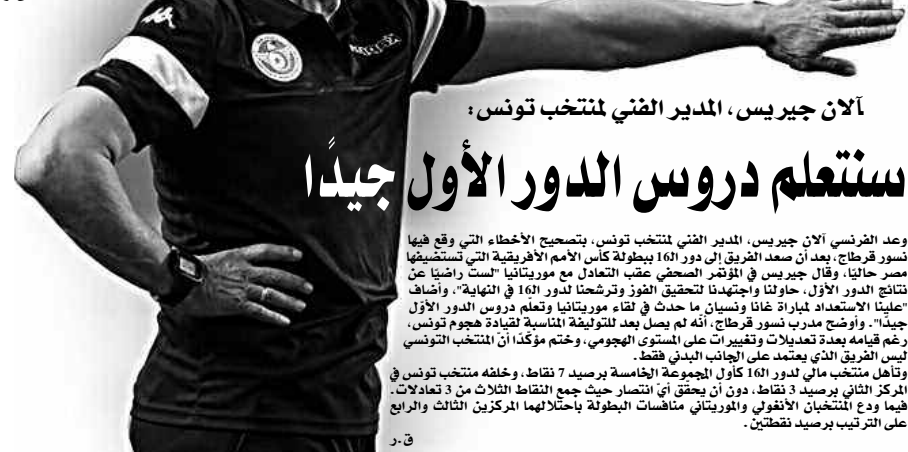 آلان جيريس، المدير الفني لمنتخب تونس :
سنتعلم دروس الدور الأول جيدًا
وعد الفرنسي آلان جيريس، المدير الفني لمنتخب تونس، بتصحيح الأخطاء التي وقع فيها
نسور قرطاج، بعد أن صعد الفريق إلى دور الـ16 ببطولة كأس الأمم الأفريقية التي تستضيفها
مصر حاليًا، وقال جيريس في المؤتمر الصحفي عقب التعادل مع موريتانيا "لست راضيًا عن
نتائج الدور الأول، حاولنا واجتهدنا لتحقيق الفوز وترشحنا لدور الـ16 في النهاية"، وأضاف
"علينا الاستعداد لمباراة غانا ونسيان ما حدث في لقاء موريتانيا وتعلّم دروس الدور الأول
جيدًا". وأوضح مدرب نسور قرطاج، أنّه لم يصل بعد للتوليفة المناسبة لقيادة هجوم تونس،
رغم قيامه بعدة تعديلات وتغييرات على المستوى الهجومي، وختم مؤكّدًا أنّ المنتخب التونسي
ليس الفريق الذي يعتمد على الجانب البدني فقط.
وتأهل منتخب مالي لدور الـ16 كأول المجموعة الخامسة برصيد 7 نقاط، وخلفه منتخب تونس في
المركز الثاني برصيد 3 نقاط، دون أن يحقّق أيّ انتصار حيث جمع النقاط الثلاث من 3 تعادلات.
فيما ودع المنتخبان الأنغولي والموريتاني منافسات البطولة باحتلالهما المركزين الثالث والرابع
على الترتيب برصيد نقطتين.
ق.ر